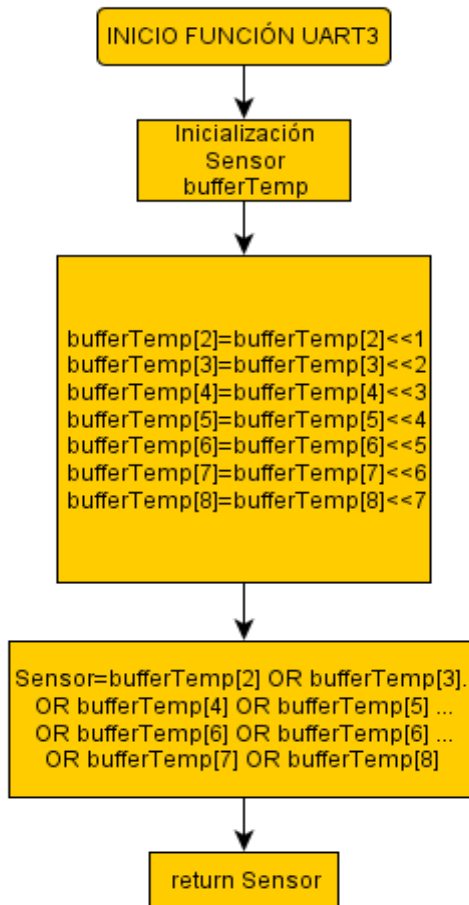 INICIO FUNCIÓN UART3
Inicialización
Sensor
bufferTemp
bufferTemp[2]=bufferTemp[2]<<1
bufferTemp[3]=bufferTemp[3]<<2
bufferTemp[4]=bufferTemp[4]<<3
bufferTemp[5]=bufferTemp[5]<<4
bufferTemp[6]=bufferTemp[6]<<5
bufferTemp[7]=bufferTemp[7]<<6
bufferTemp[8]=bufferTemp[8]<<7
Sensor=bufferTemp[2] OR bufferTemp[3].
OR bufferTemp[4] OR bufferTemp[5] ...
OR bufferTemp[6] OR bufferTemp[6] ...
OR bufferTemp[7] OR bufferTemp[8]
return Sensor